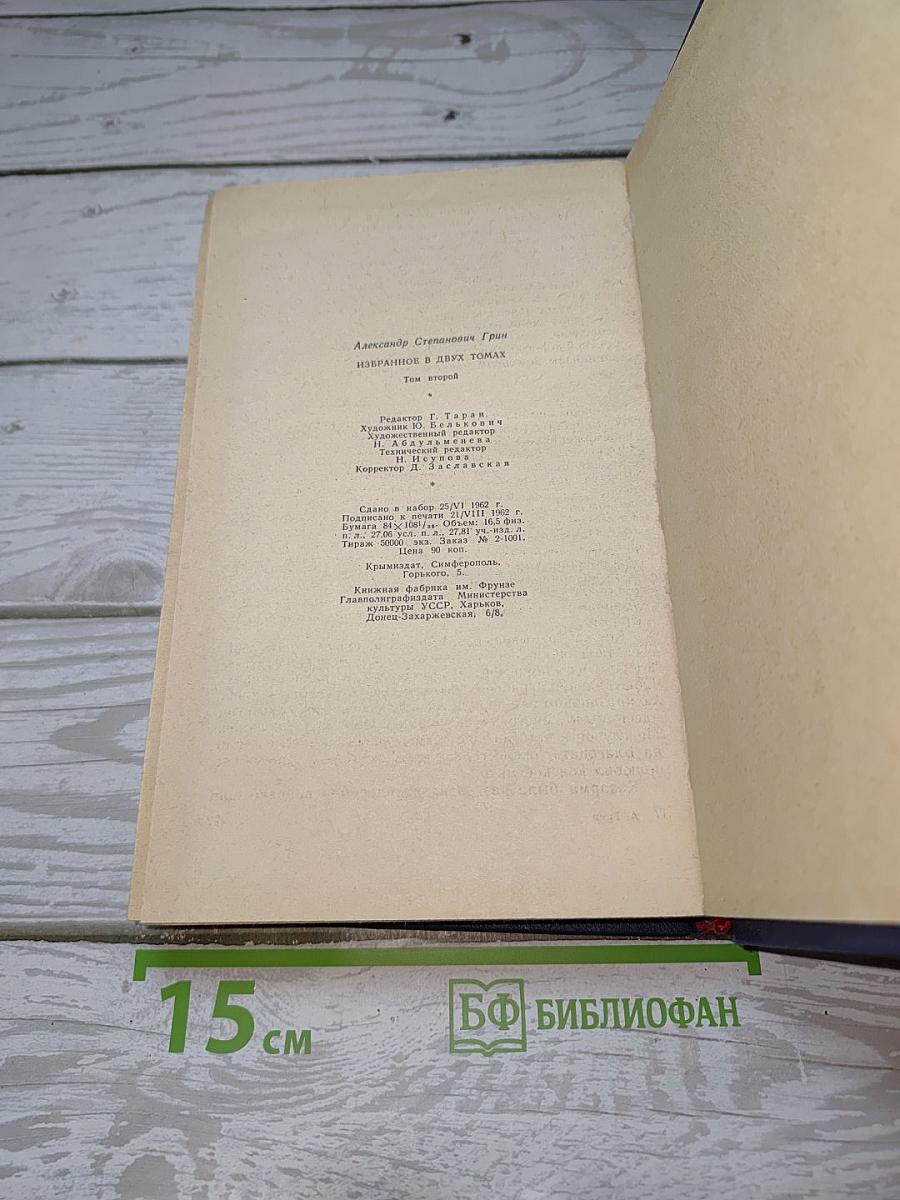 Александр Степанович Грин
ИЗБРАННОЕ В ДВУХ ТОМАХ
Том второй
*
Редактор Г. Таран
Художник Ю. Белькович
Художественный редактор
Н. Абдульменева
Технический редактор
Н. Исупова
Корректор Д. Заславская
*
Сдано в набор 25/VI 1962 г.
Подписано к печати 21/VIII 1962 г.
Бумага 84×108¹/₃₂. Объем: 16,5 физ.
п. л., 27,06 усл. п. л., 27,81 уч.-изд. л.
Тираж 50000 экз. Заказ № 2-1001.
Цена 90 коп.
Крымиздат, Симферополь,
Горького, 5.
Книжная фабрика им. Фрунзе
Главполиграфиздата Министерства
культуры УССР, Харьков,
Донец-Захаржевская, 6/8.
15 см
БФ БИБЛИОФАН